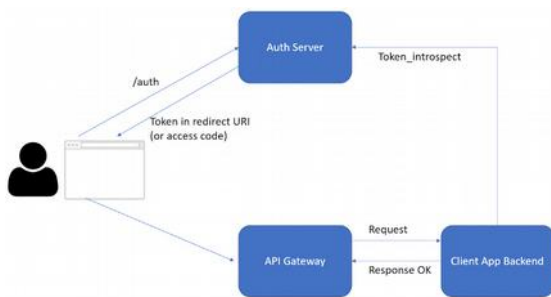 Auth Server
Token_introspect
/auth
Token in redirect URI
(or access code)
Request
API Gateway
Client App Backend
Response OK